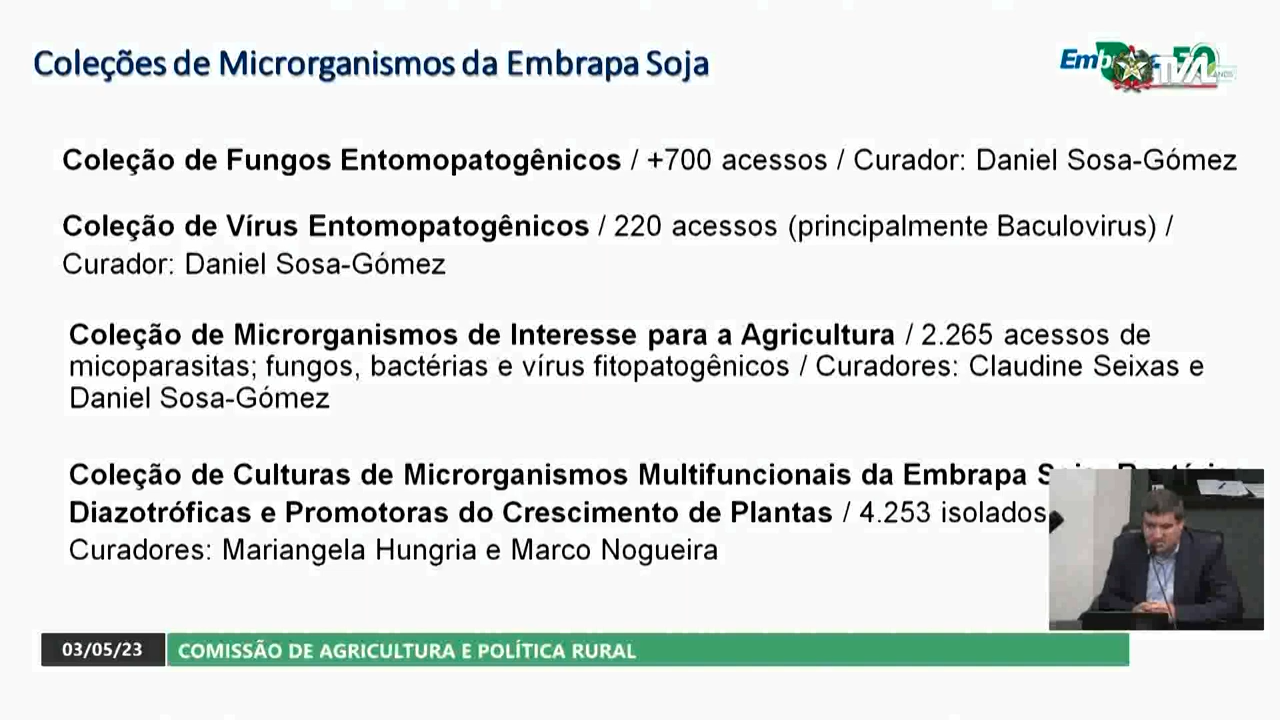 Coleções de Microrganismos da Embrapa Soja
Coleção de Fungos Entomopatogênicos / +700 acessos / Curador: Daniel Sosa-Gómez
Coleção de Vírus Entomopatogênicos / 220 acessos (principalmente Baculovirus) /
Curador: Daniel Sosa-Gómez
Coleção de Microrganismos de Interesse para a Agricultura / 2.265 acessos de
micoparasitas; fungos, bactérias e vírus fitopatogênicos / Curadores: Claudine Seixas e
Daniel Sosa-Gómez
Coleção de Culturas de Microrganismos Multifuncionais da Embrapa
Diazotróficas e Promotoras do Crescimento de Plantas / 4.253 isolados
Curadores: Mariangela Hungria e Marco Nogueira
03/05/23 COMISSÃO DE AGRICULTURA E POLÍTICA RURAL